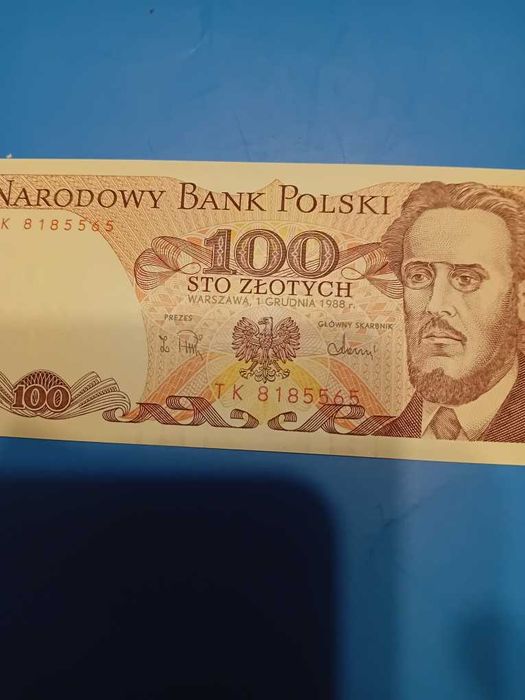 NARODOWY BANK POLSKI
K 8185565
100
STO ZŁOTYCH
WARSZAWA, 1 GRUDNIA 1988 r.
PREZES
GŁÓWNY SKARBNIK
TK 8185565
100